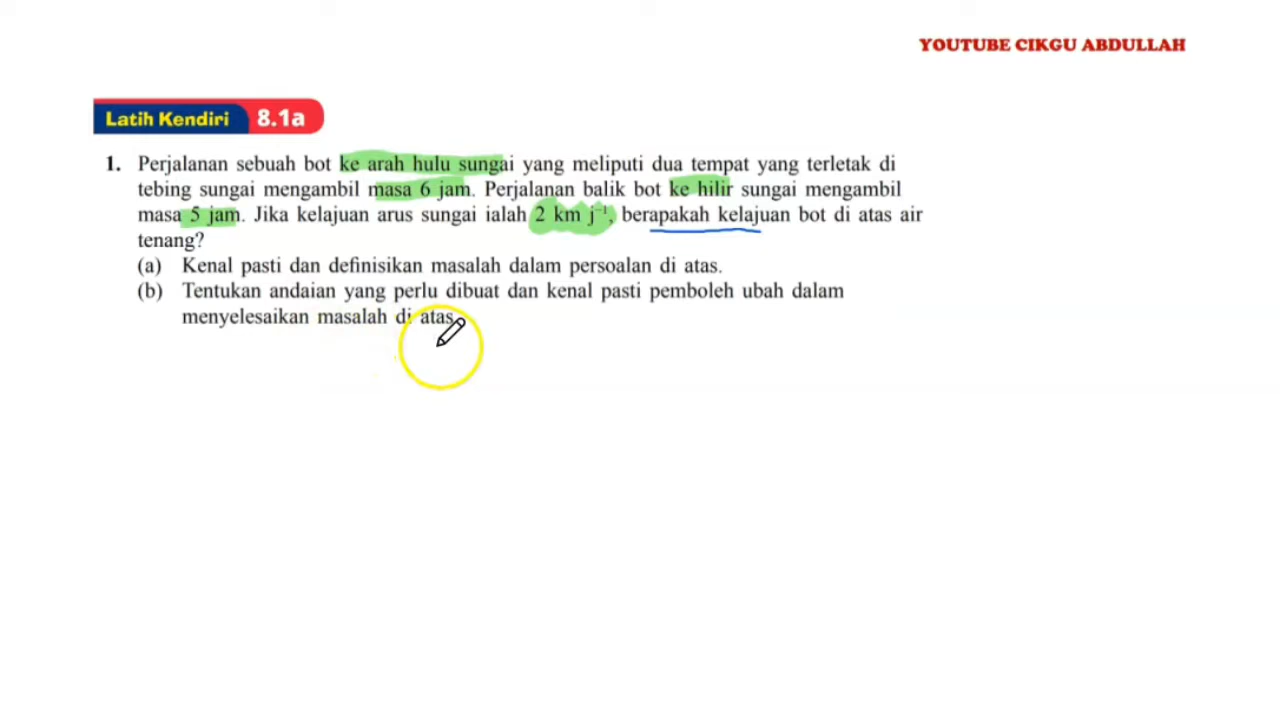 YOUTUBE CIKGU ABDULLAH
Latih Kendiri 8.1a
1. Perjalanan sebuah bot ke arah hulu sungai yang meliputi dua tempat yang terletak di
tebing sungai mengambil masa 6 jam. Perjalanan balik bot ke hilir sungai mengambil
masa 5 jam. Jika kelajuan arus sungai ialah 2 km j⁻¹, berapakah kelajuan bot di atas air
tenang?
(a) Kenal pasti dan definisikan masalah dalam persoalan di atas.
(b) Tentukan andaian yang perlu dibuat dan kenal pasti pemboleh ubah dalam
menyelesaikan masalah di atas.